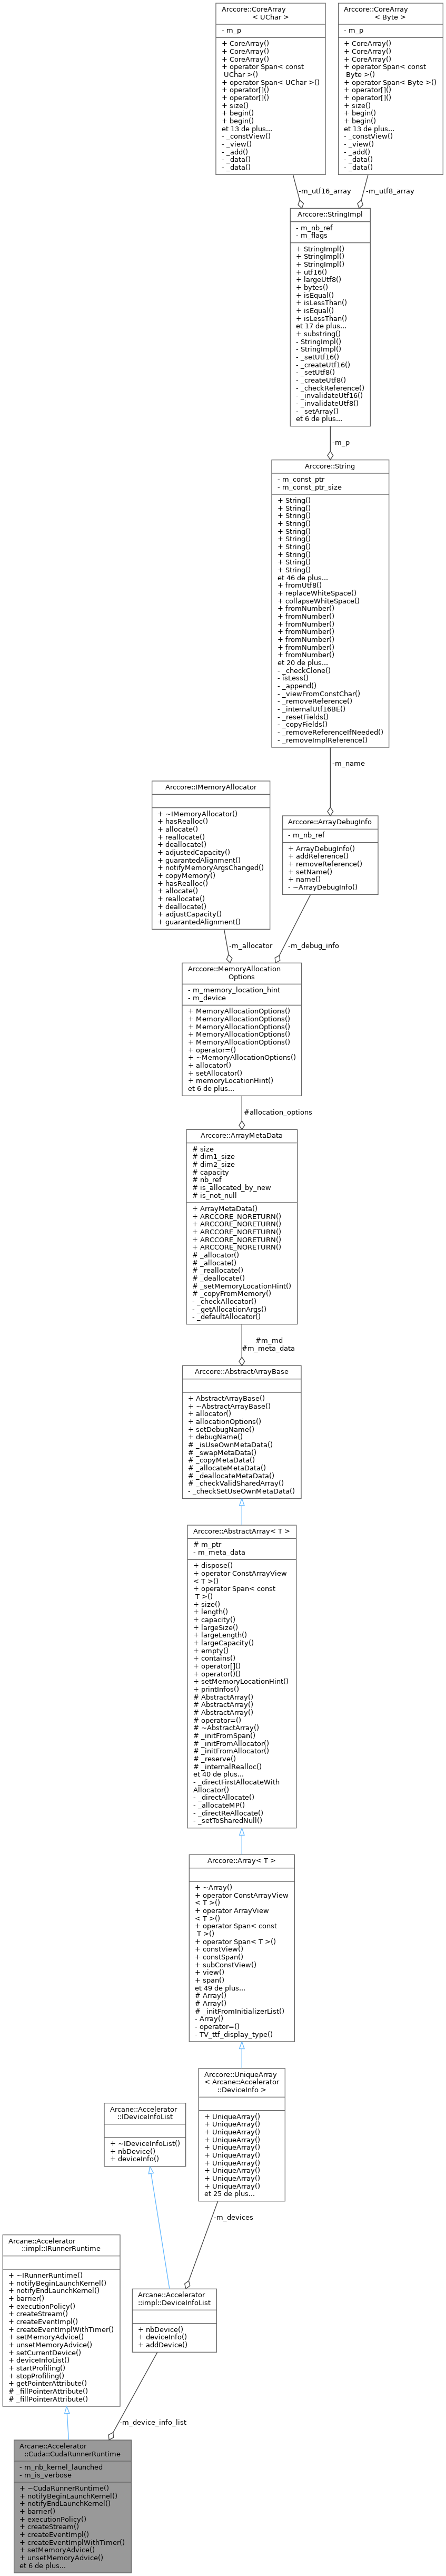 Arccore::CoreArray
< UChar >
- m_p
+ CoreArray()
+ CoreArray()
+ CoreArray()
+ operator Span< const
UChar >()
+ operator Span< UChar >()
+ operator[]()
+ operator[]()
+ size()
+ begin()
+ begin()
et 13 de plus...
- _constView()
- _view()
- _add()
- _data()
- _data()
Arccore::CoreArray
< Byte >
- m_p
+ CoreArray()
+ CoreArray()
+ CoreArray()
+ operator Span< const
Byte >()
+ operator Span< Byte >()
+ operator[]()
+ operator[]()
+ size()
+ begin()
+ begin()
et 13 de plus...
- _constView()
- _view()
- _add()
- _data()
- _data()
-m_utf16_array
-m_utf8_array
Arccore::StringImpl
- m_nb_ref
- m_flags
+ StringImpl()
+ StringImpl()
+ StringImpl()
+ utf16()
+ largeUtf8()
+ bytes()
+ isEqual()
+ isLessThan()
+ isEqual()
+ isLessThan()
et 17 de plus...
+ substring()
- StringImpl()
- StringImpl()
- _setUtf16()
- _createUtf16()
- _setUtf8()
- _createUtf8()
- _checkReference()
- _invalidateUtf16()
- _invalidateUtf8()
- _setArray()
et 6 de plus...
-m_p
Arccore::String
- m_const_ptr
- m_const_ptr_size
+ String()
+ String()
+ String()
+ String()
+ String()
+ String()
+ String()
+ String()
+ String()
+ String()
et 46 de plus...
+ fromUtf8()
+ replaceWhiteSpace()
+ collapseWhiteSpace()
+ fromNumber()
+ fromNumber()
+ fromNumber()
+ fromNumber()
+ fromNumber()
+ fromNumber()
+ fromNumber()
et 20 de plus...
- _checkClone()
- isLess()
- _append()
- _viewFromConstChar()
- _removeReference()
- _internalUtf16BE()
- _resetFields()
- _copyFields()
- _removeReferenceIfNeeded()
- _removeImplReference()
-m_name
Arccore::IMemoryAllocator
+ ~IMemoryAllocator()
+ hasRealloc()
+ allocate()
+ reallocate()
+ deallocate()
+ adjustedCapacity()
+ guarantedAlignment()
+ notifyMemoryArgsChanged()
+ copyMemory()
+ hasRealloc()
+ allocate()
+ reallocate()
+ deallocate()
+ adjustCapacity()
+ guarantedAlignment()
Arccore::ArrayDebugInfo
- m_nb_ref
+ ArrayDebugInfo()
+ addReference()
+ removeReference()
+ setName()
+ name()
- ~ArrayDebugInfo()
-m_allocator
-m_debug_info
Arccore::MemoryAllocation
Options
- m_memory_location_hint
- m_device
+ MemoryAllocationOptions()
+ MemoryAllocationOptions()
+ MemoryAllocationOptions()
+ MemoryAllocationOptions()
+ MemoryAllocationOptions()
+ operator=()
+ ~MemoryAllocationOptions()
+ allocator()
+ setAllocator()
+ memoryLocationHint()
et 6 de plus...
#allocation_options
Arccore::ArrayMetaData
# size
# dim1_size
# dim2_size
# capacity
# nb_ref
# is_allocated_by_new
# is_not_null
+ ArrayMetaData()
+ ARCCORE_NORETURN()
+ ARCCORE_NORETURN()
+ ARCCORE_NORETURN()
+ ARCCORE_NORETURN()
+ ARCCORE_NORETURN()
# _allocator()
# _allocate()
# _reallocate()
# _deallocate()
# _setMemoryLocationHint()
# _copyFromMemory()
- _checkAllocator()
- _getAllocationArgs()
- _defaultAllocator()
#m_md
#m_meta_data
Arccore::AbstractArrayBase
+ AbstractArrayBase()
+ ~AbstractArrayBase()
+ allocator()
+ allocationOptions()
+ setDebugName()
+ debugName()
# _isUseOwnMetaData()
# _swapMetaData()
# _copyMetaData()
# _allocateMetaData()
# _deallocateMetaData()
# _checkValidSharedArray()
- _checkSetUseOwnMetaData()
Arccore::AbstractArray< T >
# m_ptr
- m_meta_data
+ dispose()
+ operator ConstArrayView
< T >()
+ operator Span< const
T >()
+ size()
+ length()
+ capacity()
+ largeSize()
+ largeLength()
+ largeCapacity()
+ empty()
+ contains()
+ operator[]()
+ operator()()
+ setMemoryLocationHint()
+ printInfos()
# AbstractArray()
# AbstractArray()
# AbstractArray()
# operator=()
# ~AbstractArray()
# _initFromSpan()
# _initFromAllocator()
# _initFromAllocator()
# _reserve()
# _internalRealloc()
et 40 de plus...
- _directFirstAllocateWith
Allocator()
- _directAllocate()
- _allocateMP()
- _directReAllocate()
- _setToSharedNull()
Arccore::Array< T >
+ ~Array()
+ operator ConstArrayView
< T >()
+ operator ArrayView
< T >()
+ operator Span< const
T >()
+ operator Span< T >()
+ constView()
+ constSpan()
+ subConstView()
+ view()
+ span()
et 49 de plus...
# Array()
# Array()
# _initFromInitializerList()
- Array()
- operator=()
- TV_ttf_display_type()
Arccore::UniqueArray
< Arcane::Accelerator
::DeviceInfo >
+ UniqueArray()
+ UniqueArray()
+ UniqueArray()
+ UniqueArray()
+ UniqueArray()
+ UniqueArray()
+ UniqueArray()
+ UniqueArray()
+ UniqueArray()
+ UniqueArray()
et 25 de plus...
Arcane::Accelerator
::IDeviceInfoList
+ ~IDeviceInfoList()
+ nbDevice()
+ deviceInfo()
-m_devices
Arcane::Accelerator
::impl::IRunnerRuntime
+ ~IRunnerRuntime()
+ notifyBeginLaunchKernel()
+ notifyEndLaunchKernel()
+ barrier()
+ executionPolicy()
+ createStream()
+ createEventImpl()
+ createEventImplWithTimer()
+ setMemoryAdvice()
+ unsetMemoryAdvice()
+ setCurrentDevice()
+ deviceInfoList()
+ startProfiling()
+ stopProfiling()
+ getPointerAttribute()
# _fillPointerAttribute()
# _fillPointerAttribute()
Arcane::Accelerator
::impl::DeviceInfoList
+ nbDevice()
+ deviceInfo()
+ addDevice()
-m_device_info_list
Arcane::Accelerator
::Cuda::CudaRunnerRuntime
- m_nb_kernel_launched
- m_is_verbose
+ ~CudaRunnerRuntime()
+ notifyBeginLaunchKernel()
+ notifyEndLaunchKernel()
+ barrier()
+ executionPolicy()
+ createStream()
+ createEventImpl()
+ createEventImplWithTimer()
+ setMemoryAdvice()
+ unsetMemoryAdvice()
et 6 de plus...